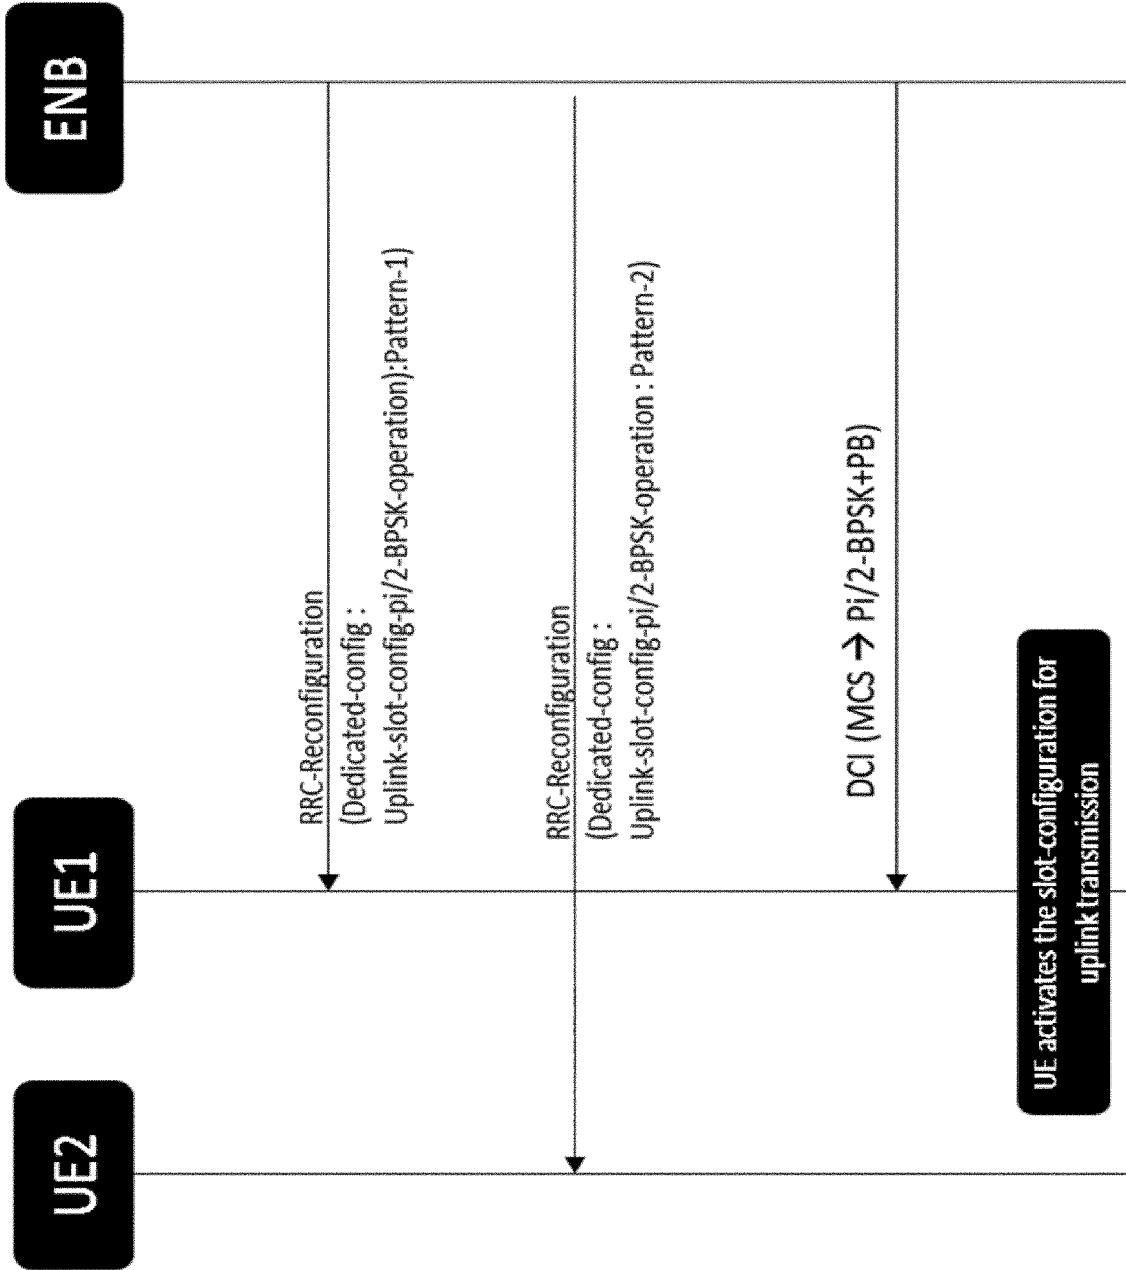 UE2
UE1
ENB
RRC-Reconfiguration
(Dedicated-config :
Uplink-slot-config-pi/2-BPSK-operation):Pattern-1)
RRC-Reconfiguration
(Dedicated-config :
Uplink-slot-config-pi/2-BPSK-operation : Pattern-2)
DCI (MCS → Pi/2-BPSK+PB)
UE activates the slot-configuration for
uplink transmission